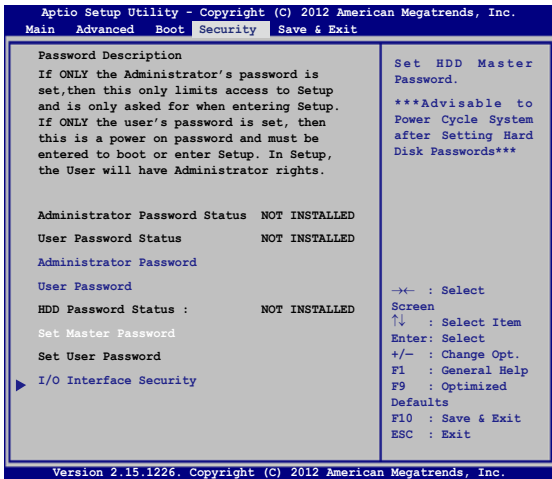 Aptio Setup Utility - Copyright (C) 2012 American Megatrends, Inc.
Main Advanced Boot Security Save & Exit
Password Description
If ONLY the Administrator's password is
set,then this only limits access to Setup
and is only asked for when entering Setup.
If ONLY the user's password is set, then
this is a power on password and must be
entered to boot or enter Setup. In Setup,
the User will have Administrator rights.
Administrator Password Status NOT INSTALLED
User Password Status NOT INSTALLED
Administrator Password
User Password
HDD Password Status : NOT INSTALLED
Set Master Password
Set User Password
I/O Interface Security
Set HDD Master
Password.
***Advisable to
Power Cycle System
after Setting Hard
Disk Passwords***
→← : Select
Screen
↑↓ : Select Item
Enter: Select
+/— : Change Opt.
F1 : General Help
F9 : Optimized
Defaults
F10 : Save & Exit
ESC : Exit
Version 2.15.1226. Copyright (C) 2012 American Megatrends, Inc.